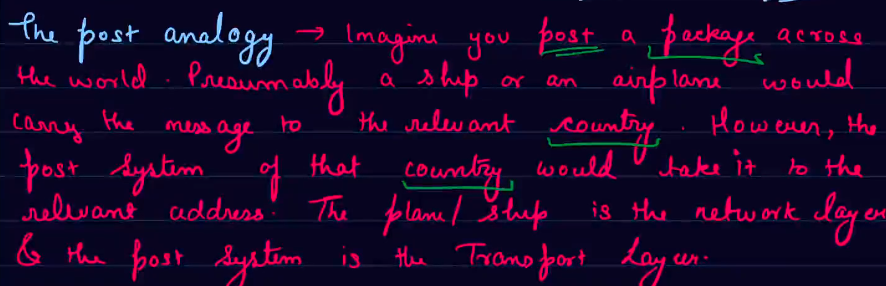 The post analogy → Imagine you post a package across
the world. Presumably a ship or an airplane would
carry the message to the relevant country. However, the
post system of that country would take it to the
relevant address. The plane/ ship is the network layer
& the post system is the Transport Layer.